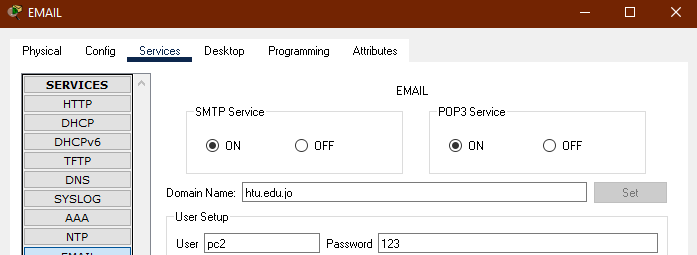 EMAIL
Physical Config Services Desktop Programming Attributes
SERVICES
HTTP
DHCP
DHCPv6
TFTP
DNS
SYSLOG
AAA
NTP
EMAIL
EMAIL
SMTP Service
ON OFF
POP3 Service
ON OFF
Domain Name: htu.edu.jo Set
User Setup
User pc2 Password 123